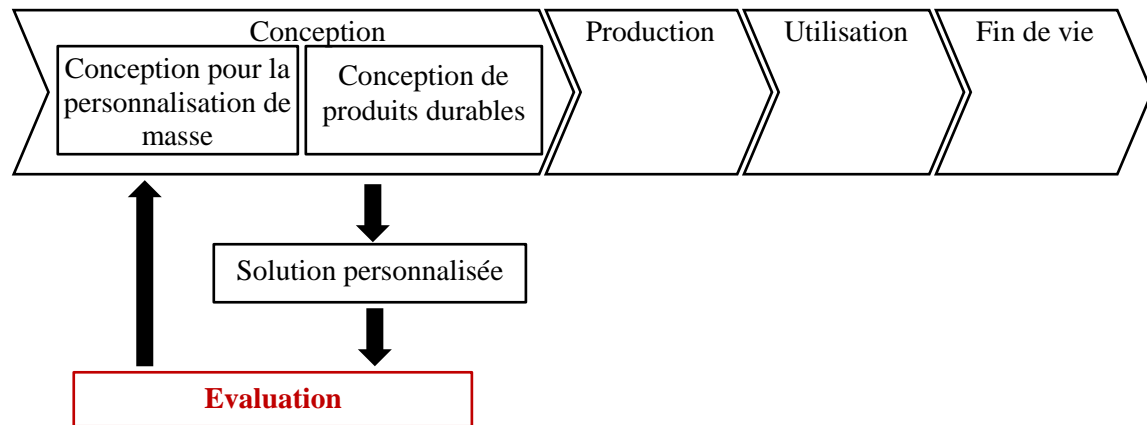 Conception
Conception pour la
personnalisation de
masse
Conception de
produits durables
Production
Utilisation
Fin de vie
Solution personnalisée
Evaluation